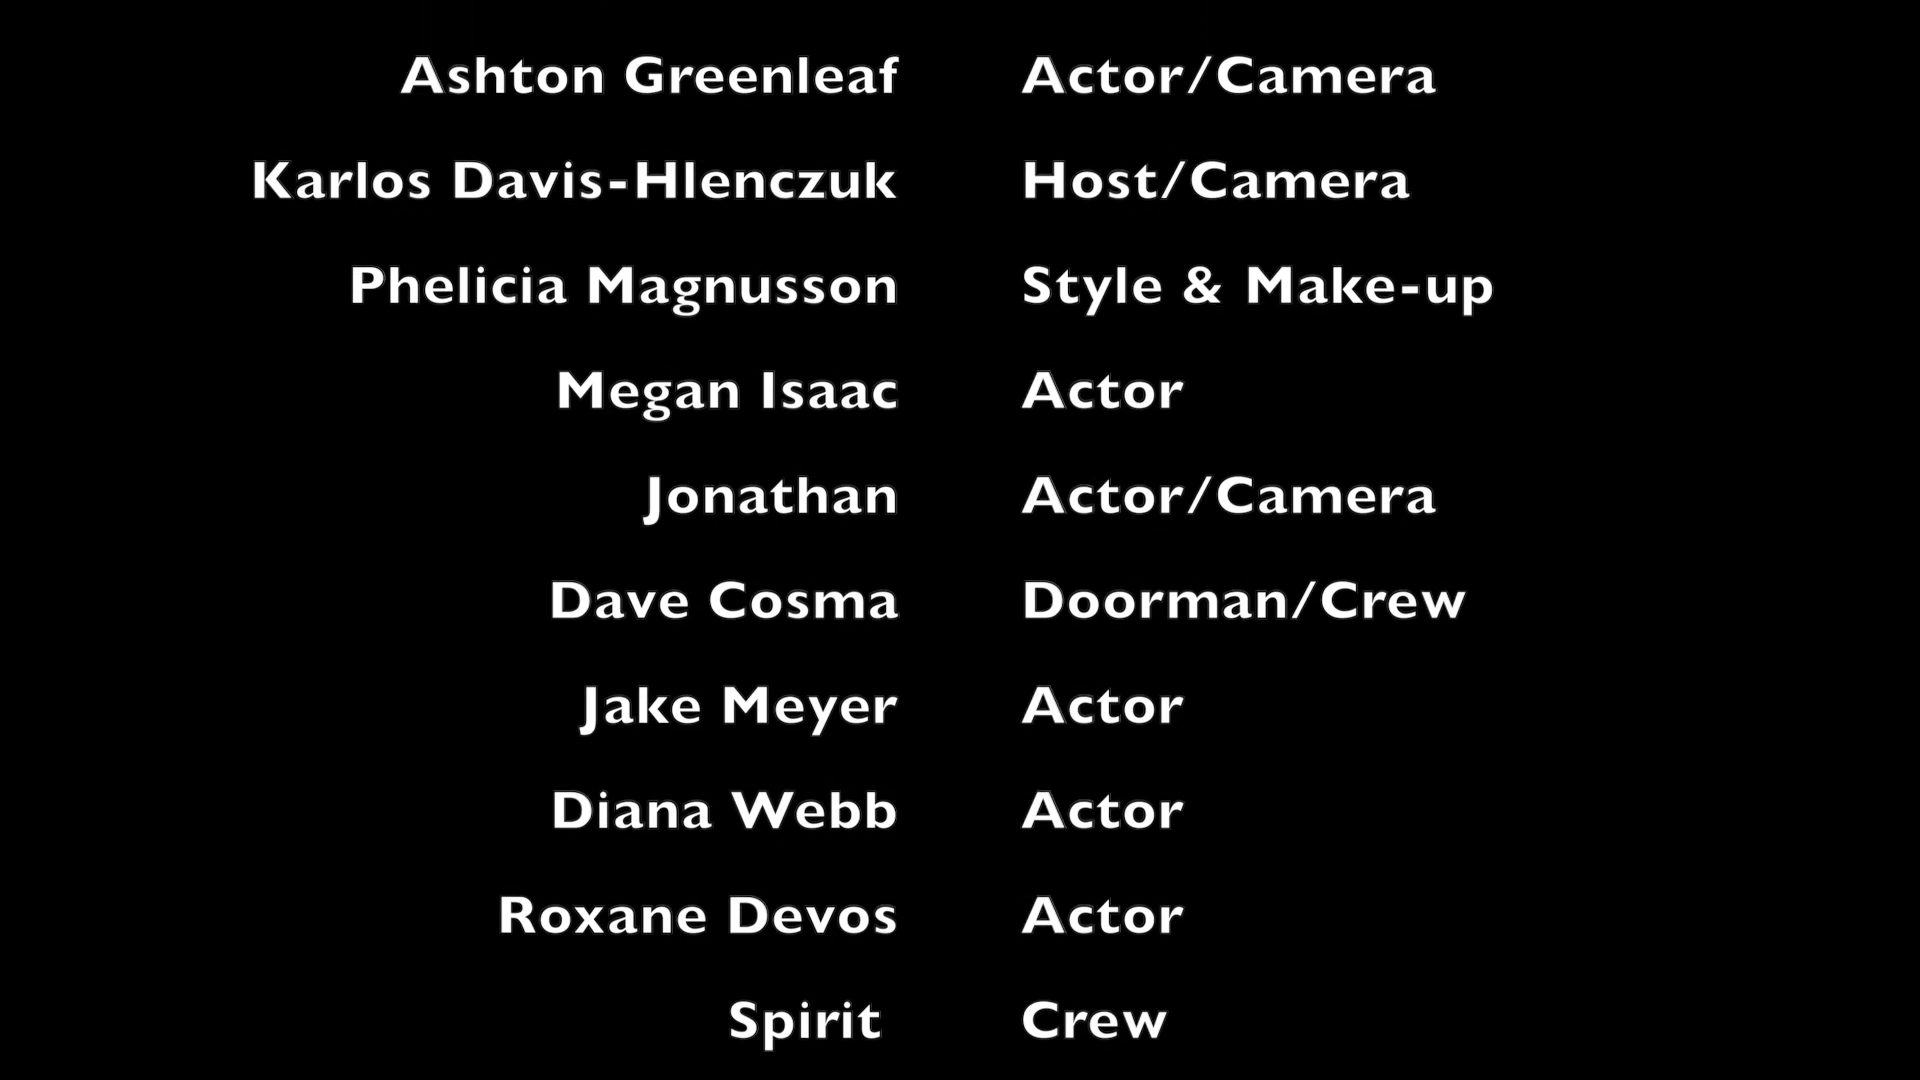 Ashton Greenleaf Actor/Camera
Karlos Davis-Hlenczuk Host/Camera
Phelicia Magnusson Style & Make-up
Megan Isaac Actor
Jonathan Actor/Camera
Dave Cosma Doorman/Crew
Jake Meyer Actor
Diana Webb Actor
Roxane Devos Actor
Spirit Crew